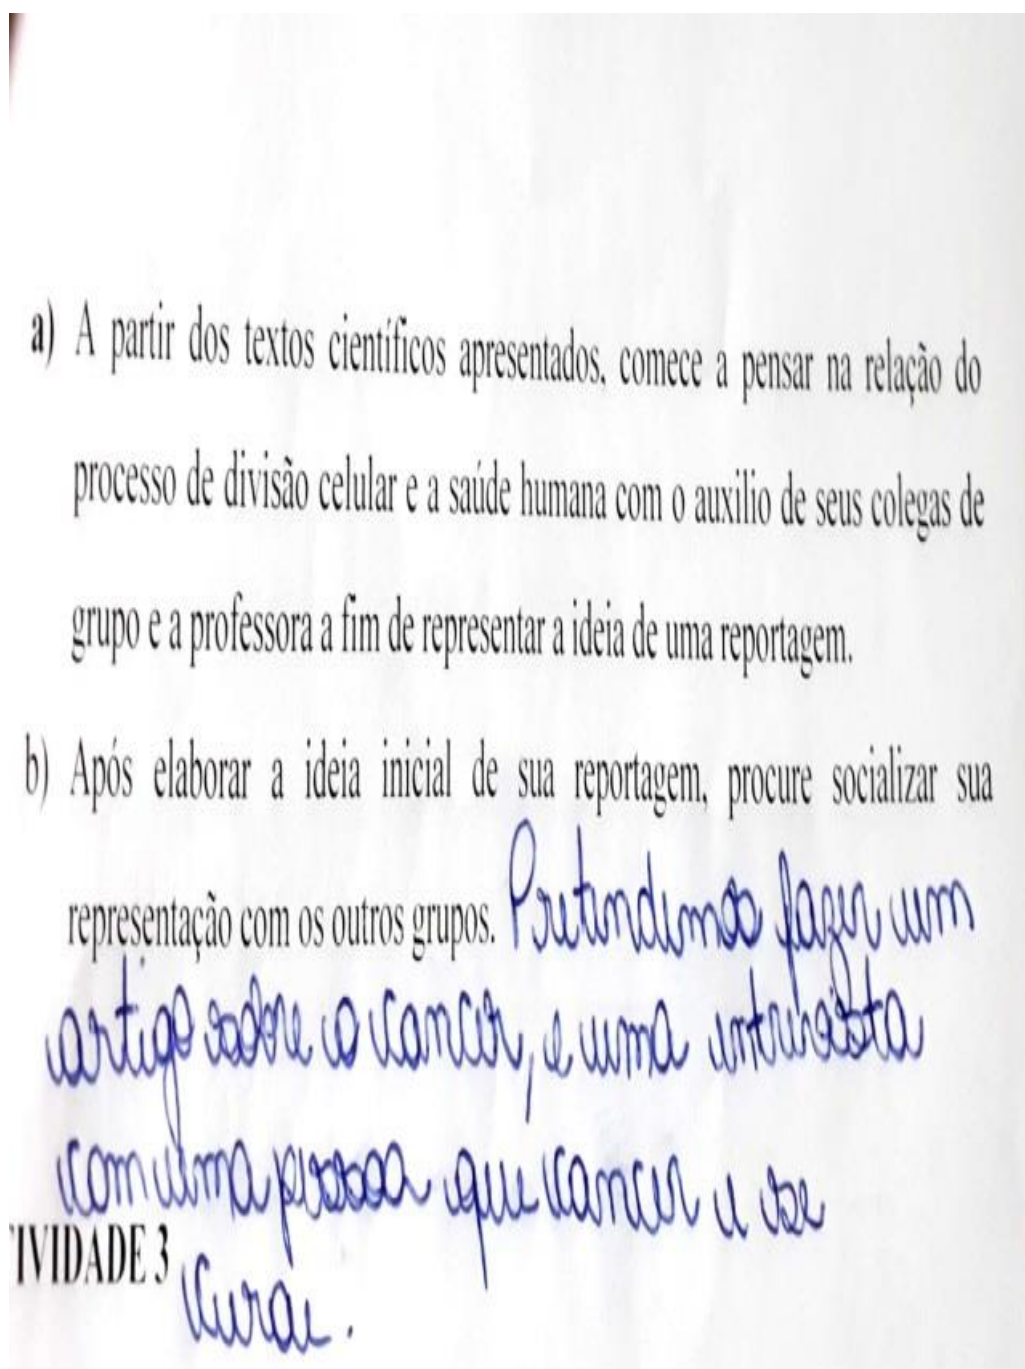 a) A partir dos textos científicos apresentados, comece a pensar na relação do
processo de divisão celular e a saúde humana com o auxilio de seus colegas de
grupo e a professora a fim de representar a ideia de uma reportagem.
b) Após elaborar a ideia inicial de sua reportagem, procure socializar sua
representação com os outros grupos. Pretendemos fazer um
artigo sobre o cancer, e uma
com uma pessoa que cancer e se
TIVIDADE 3